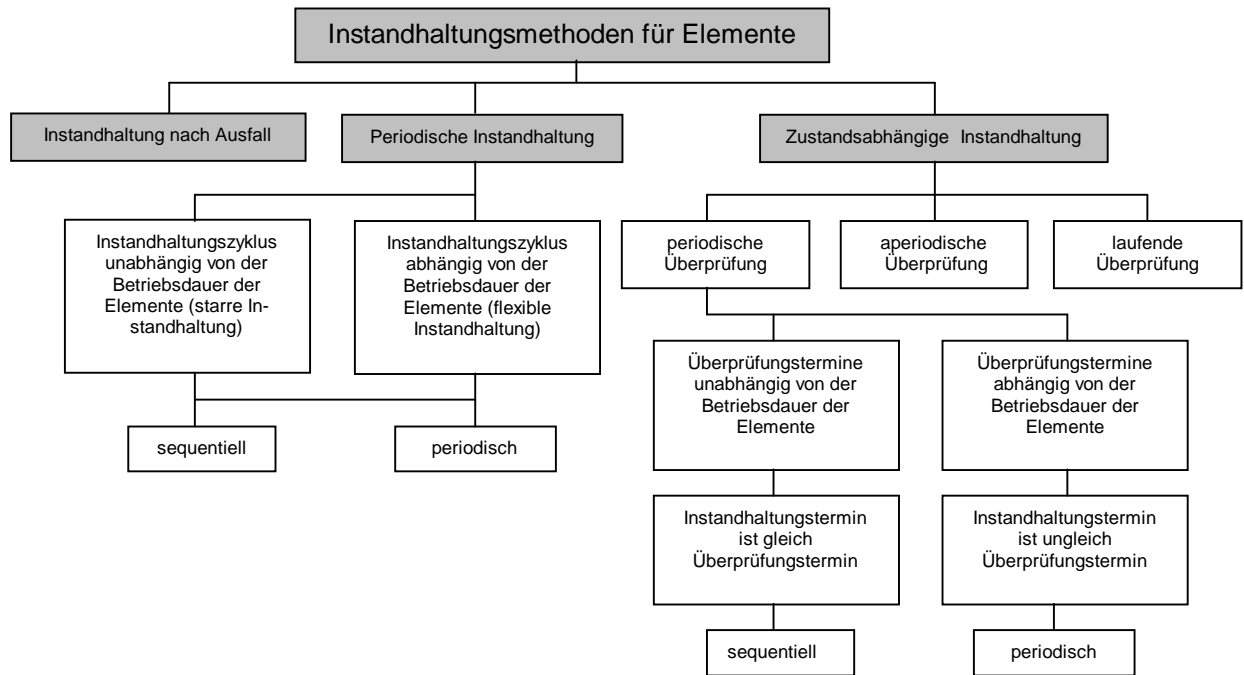 Instandhaltungsmethoden für Elemente
Instandhaltung nach Ausfall
Periodische Instandhaltung
Zustandsabhängige Instandhaltung
Instandhaltungszyklus
unabhängig von der
Betriebsdauer der
Elemente (starre In-
standhaltung)
Instandhaltungszyklus
abhängig von der
Betriebsdauer der
Elemente (flexible
Instandhaltung)
periodische
Überprüfung
aperiodische
Überprüfung
laufende
Überprüfung
Überprüfungstermine
unabhängig von der
Betriebsdauer der
Elemente
Überprüfungstermine
abhängig von der
Betriebsdauer der
Elemente
sequentiell
periodisch
Instandhaltungstermin
ist gleich
Überprüfungstermin
Instandhaltungstermin
ist ungleich
Überprüfungstermin
sequentiell
periodisch